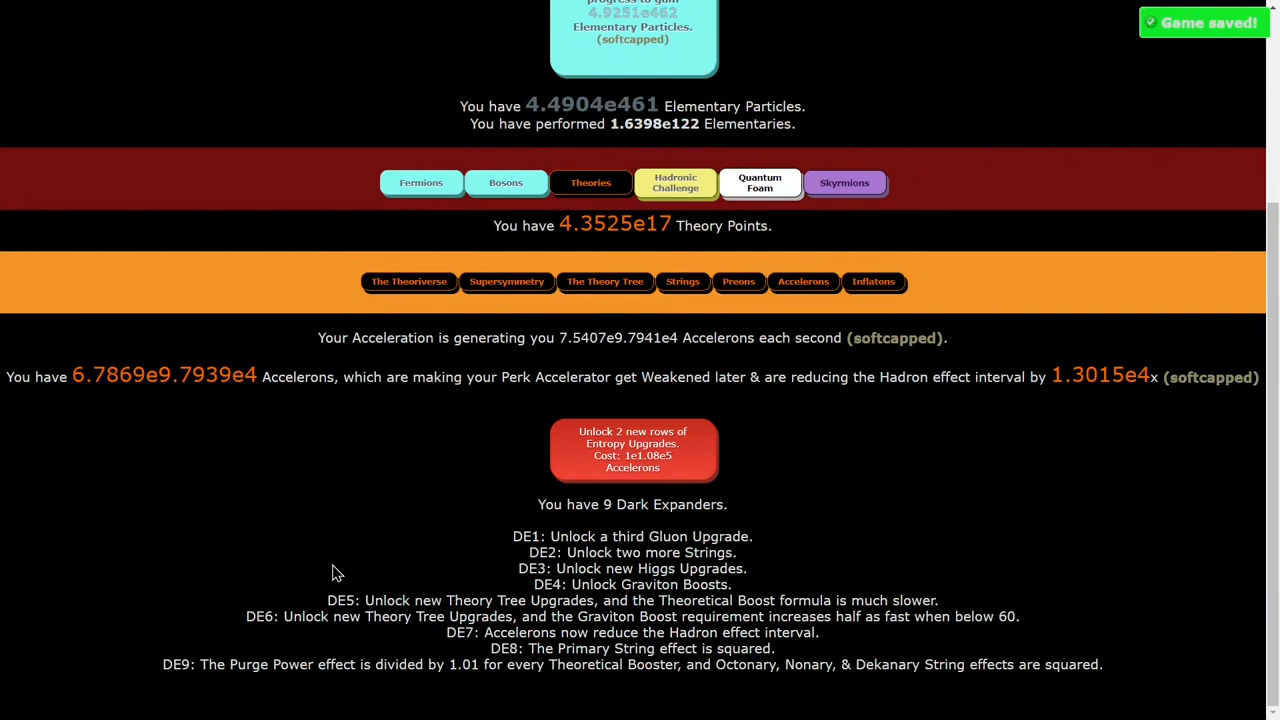 progress to gain
4.9251e462
Elementary Particles.
(softcapped)
Game saved!
You have 4.4904e461 Elementary Particles.
You have performed 1.6398e122 Elementaries.
Fermions
Bosons
Theories
Hadronic
Challenge
Quantum
Foam
Skyrmions
You have 4.3525e17 Theory Points.
The Theoriverse
Supersymmetry
The Theory Tree
Strings
Preons
Accelerons
Inflatons
Your Acceleration is generating you 7.5407e9.7941e4 Accelerons each second (softcapped).
You have 6.7869e9.7939e4 Accelerons, which are making your Perk Accelerator get Weakened later & are reducing the Hadron effect interval by 1.3015e4x (softcapped)
Unlock 2 new rows of
Entropy Upgrades.
Cost: 1e1.08e5
Accelerons
You have 9 Dark Expanders.
DE1: Unlock a third Gluon Upgrade.
DE2: Unlock two more Strings.
DE3: Unlock new Higgs Upgrades.
DE4: Unlock Graviton Boosts.
DE5: Unlock new Theory Tree Upgrades, and the Theoretical Boost formula is much slower.
DE6: Unlock new Theory Tree Upgrades, and the Graviton Boost requirement increases half as fast when below 60.
DE7: Accelerons now reduce the Hadron effect interval.
DE8: The Primary String effect is squared.
DE9: The Purge Power effect is divided by 1.01 for every Theoretical Booster, and Octonary, Nonary, & Dekanary String effects are squared.